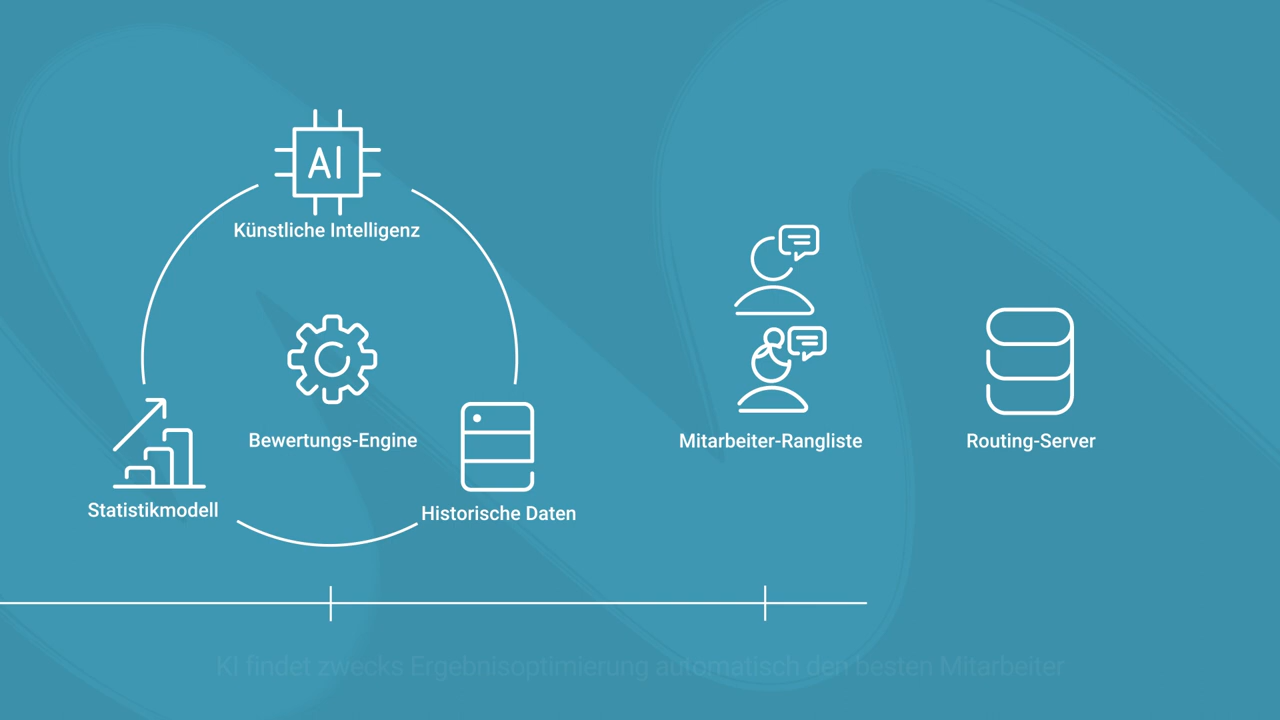 AI
Künstliche Intelligenz
Bewertungs-Engine
Statistikmodell
Historische Daten
Mitarbeiter-Rangliste
Routing-Server
KI findet zwecks Ergebnisoptimierung automatisch den besten Mitarbeiter